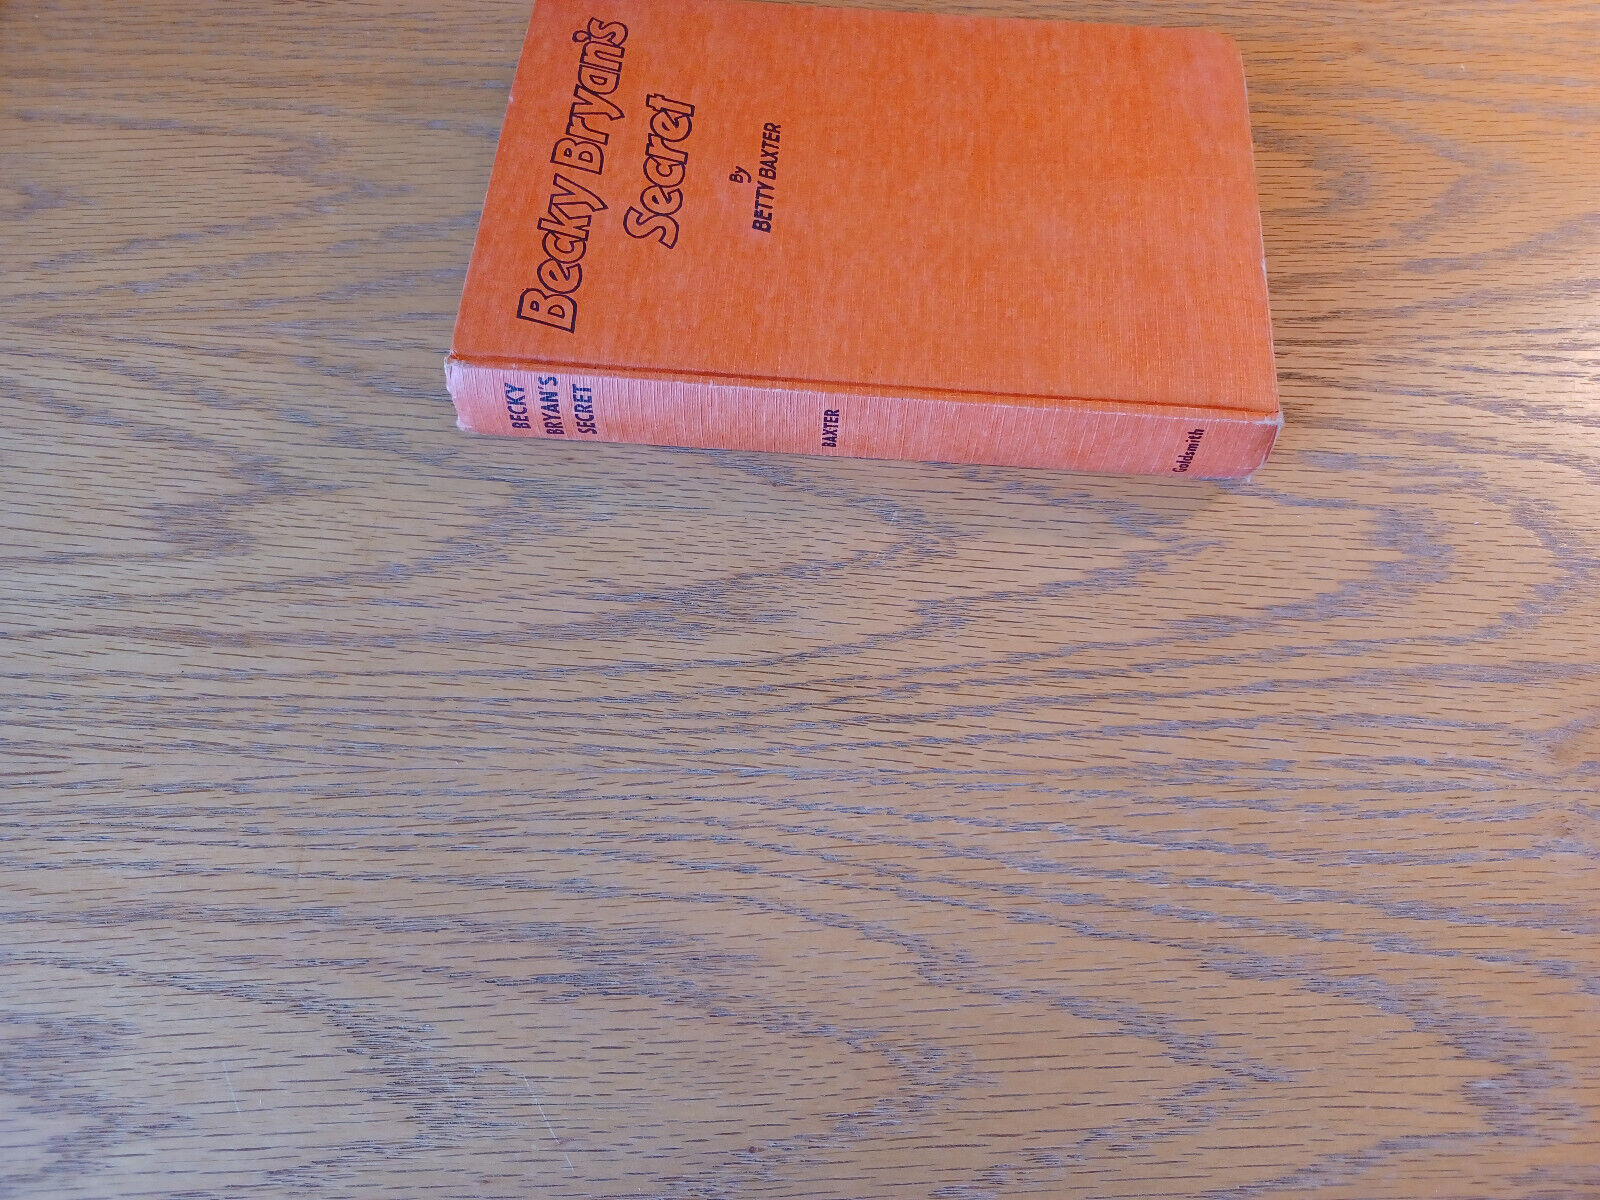 Becky Bryan's
Secret
By
BETTY BAXTER
BECKY
BRYAN'S
SECRET
BAXTER
Goldsmith